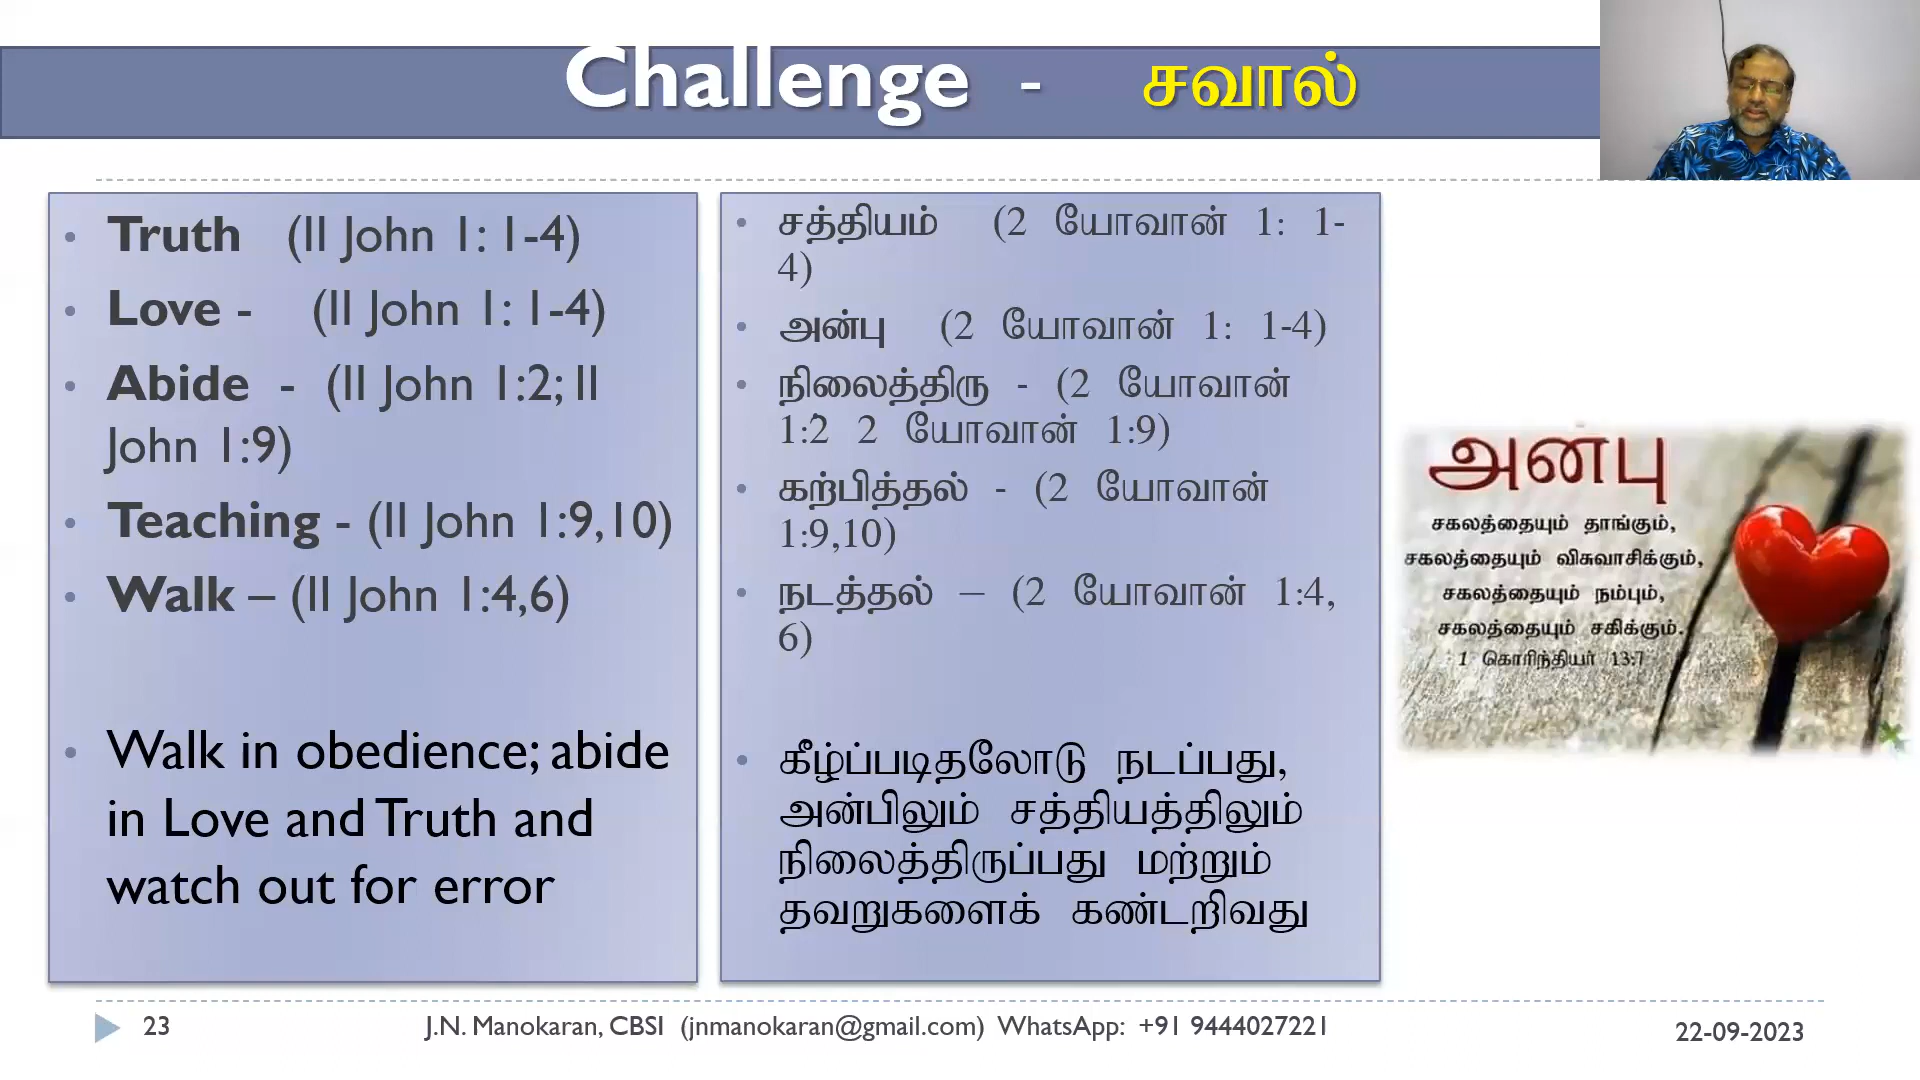 Challenge - சவால்
• Truth (II John 1: 1-4)
• Love - (II John 1: 1-4)
• Abide - (II John 1:2; II
John 1:9)
• Teaching - (II John 1:9,10)
• Walk – (II John 1:4,6)
• Walk in obedience; abide
in Love and Truth and
watch out for error
• சத்தியம் (2 யோவான் 1: 1-
4)
• அன்பு (2 யோவான் 1: 1-4)
• நிலைத்திரு - (2 யோவான்
1:2 2 யோவான் 1:9)
• கற்பித்தல் - (2 யோவான்
1:9,10)
• நடத்தல் – (2 யோவான் 1:4,
6)
• கீழ்ப்படிதலோடு நடப்பது,
அன்பிலும் சத்தியத்திலும்
நிலைத்திருப்பது மற்றும்
தவறுகளைக் கண்டறிவது
அன்பு
சகலத்தையும் தாங்கும்,
சகலத்தையும் விசுவாசிக்கும்,
சகலத்தையும் நம்பும்,
சகலத்தையும் சகிக்கும்.
1 கொரிந்தியர் 13:7
23
J.N. Manokaran, CBSI (jnmanokaran@gmail.com) WhatsApp: +91 9444027221
22-09-2023